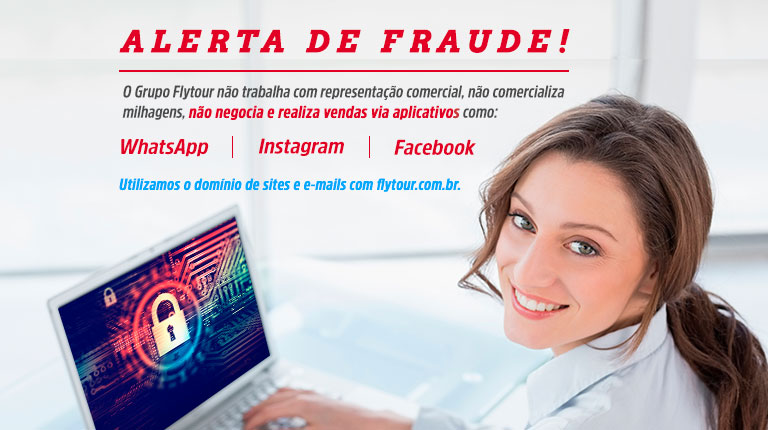 ALERTA DE FRAUDE!
O Grupo Flytour não trabalha com representação comercial, não comercializa
milhagens, não negocia e realiza vendas via aplicativos como:
WhatsApp | Instagram | Facebook
Utilizamos o domínio de sites e e-mails com flytour.com.br.